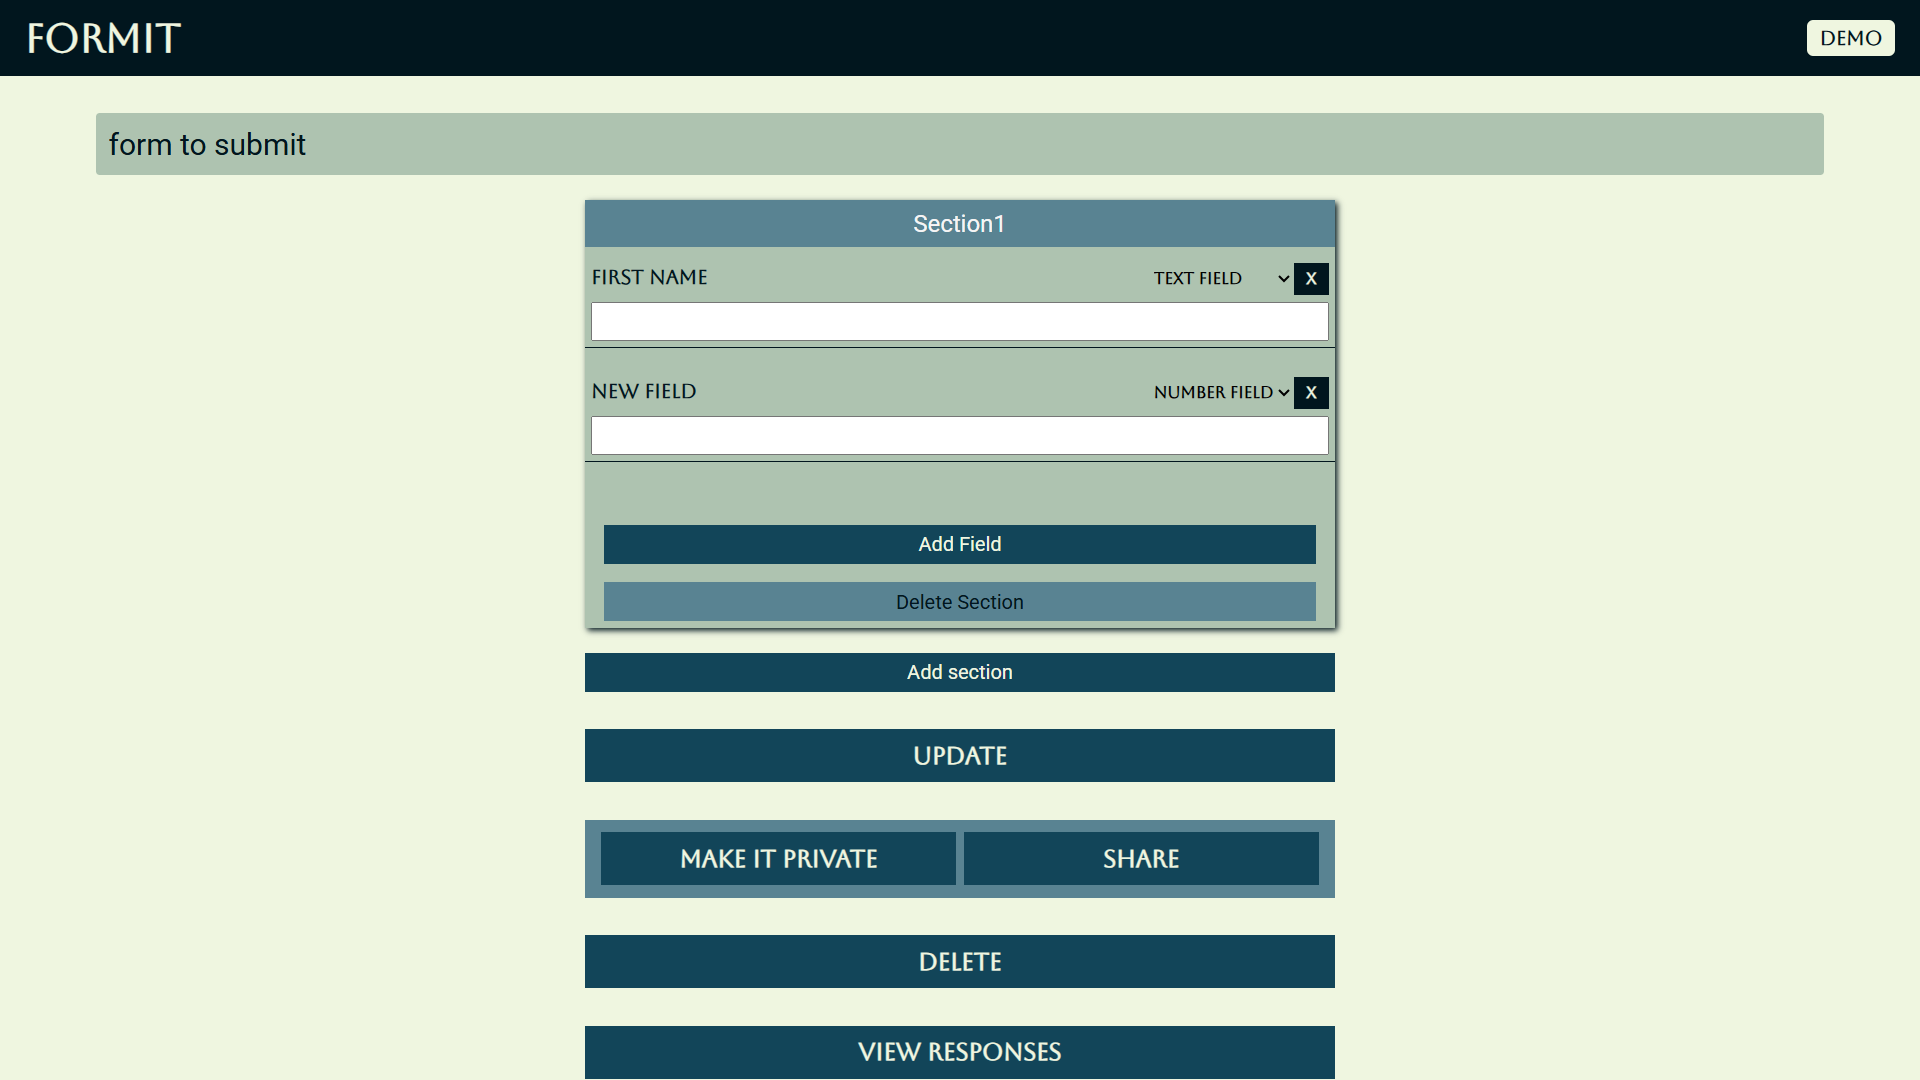 FORMIT
DEMO
form to submit
Section1
FIRST NAME
TEXT FIELD
X
NEW FIELD
NUMBER FIELD
X
Add Field
Delete Section
Add section
UPDATE
MAKE IT PRIVATE
SHARE
DELETE
VIEW RESPONSES